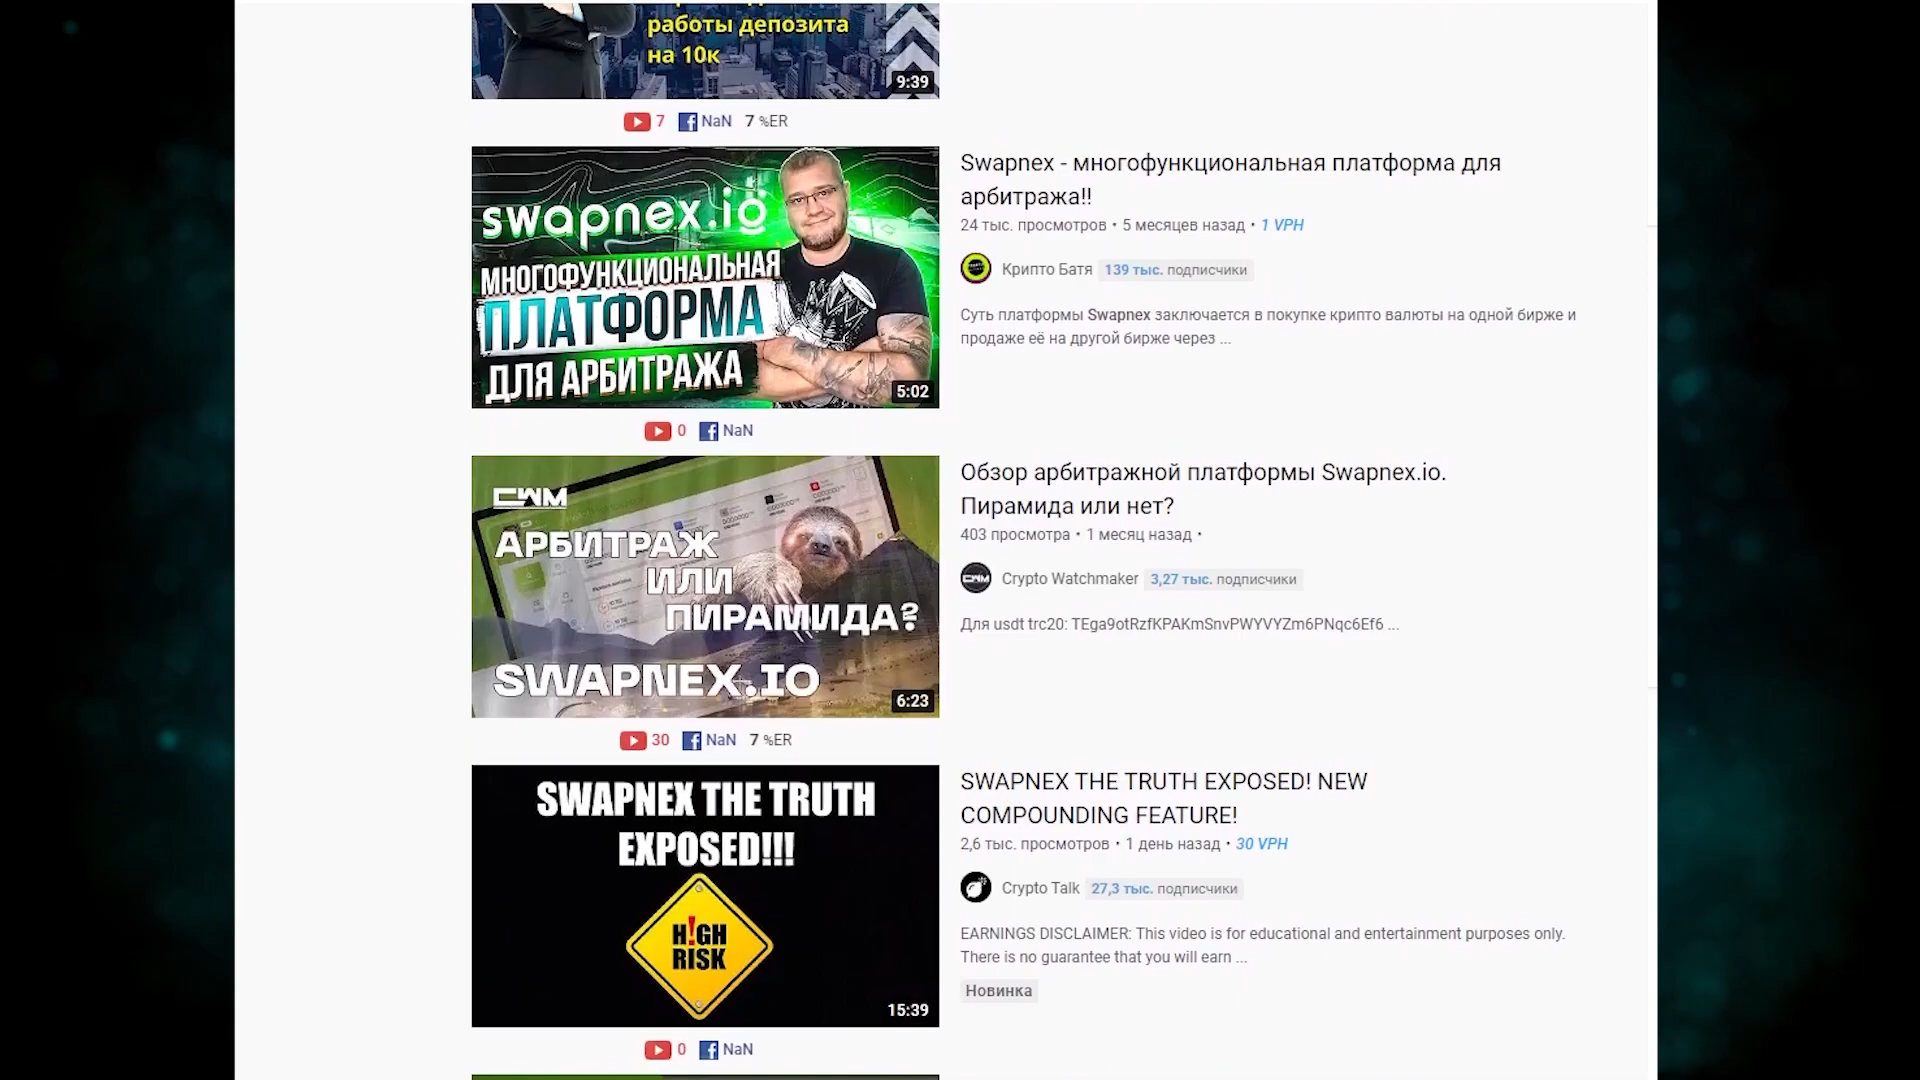 работы депозита
на 10к
9:39
7 NaN 7 %ER
swapnex.io
МНОГОФУНКЦИОНАЛЬНАЯ
ПЛАТФОРМА
ДЛЯ АРБИТРАЖА
5:02
Swapnex - многофункциональная платформа для
арбитража!!
24 тыс. просмотров • 5 месяцев назад • 1 VPH
Крипто Батя 139 тыс. подписчики
Суть платформы Swapnex заключается в покупке крипто валюты на одной бирже и
продаже её на другой бирже через ...
0 NaN
CWM
АРБИТРАЖ
ИЛИ
ПИРАМИДА?
SWAPNEX.IO
6:23
Обзор арбитражной платформы Swapnex.io.
Пирамида или нет?
403 просмотра • 1 месяц назад •
CWM
Crypto Watchmaker 3,27 тыс. подписчики
Для usdt trc20: TEga9otRzfKPAKmSnvPWYVYZm6PNqc6Ef6 ...
30 NaN 7 %ER
SWAPNEX THE TRUTH
EXPOSED!!!
H!GH
RISK
15:39
SWAPNEX THE TRUTH EXPOSED! NEW
COMPOUNDING FEATURE!
2,6 тыс. просмотров • 1 день назад • 30 VPH
Crypto Talk 27,3 тыс. подписчики
EARNINGS DISCLAIMER: This video is for educational and entertainment purposes only.
There is no guarantee that you will earn ...
Новинка
0 NaN